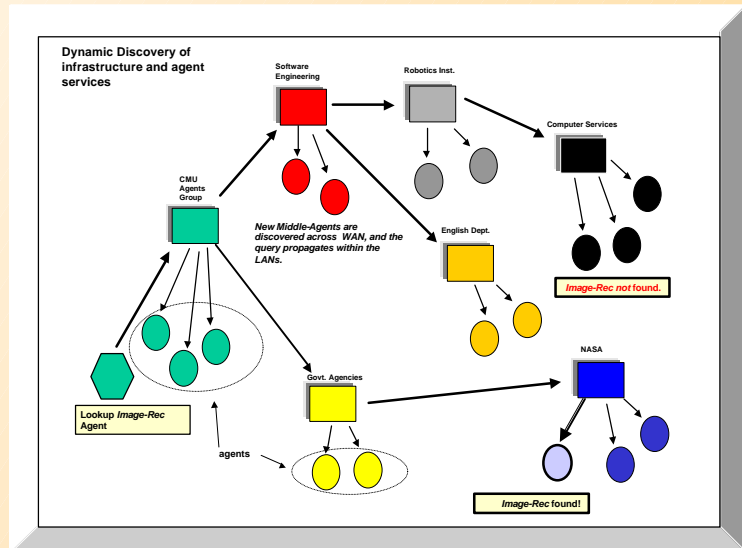 Dynamic Discovery of
infrastructure and agent
services
Software
Engineering
Robotics Inst.
Computer Services
CMU
Agents
Group
New Middle-Agents are
discovered across WAN, and the
query propagates within the
LANs.
English Dept.
Image-Rec not found.
NASA
Govt. Agencies
Lookup Image-Rec
Agent
agents
Image-Rec found!